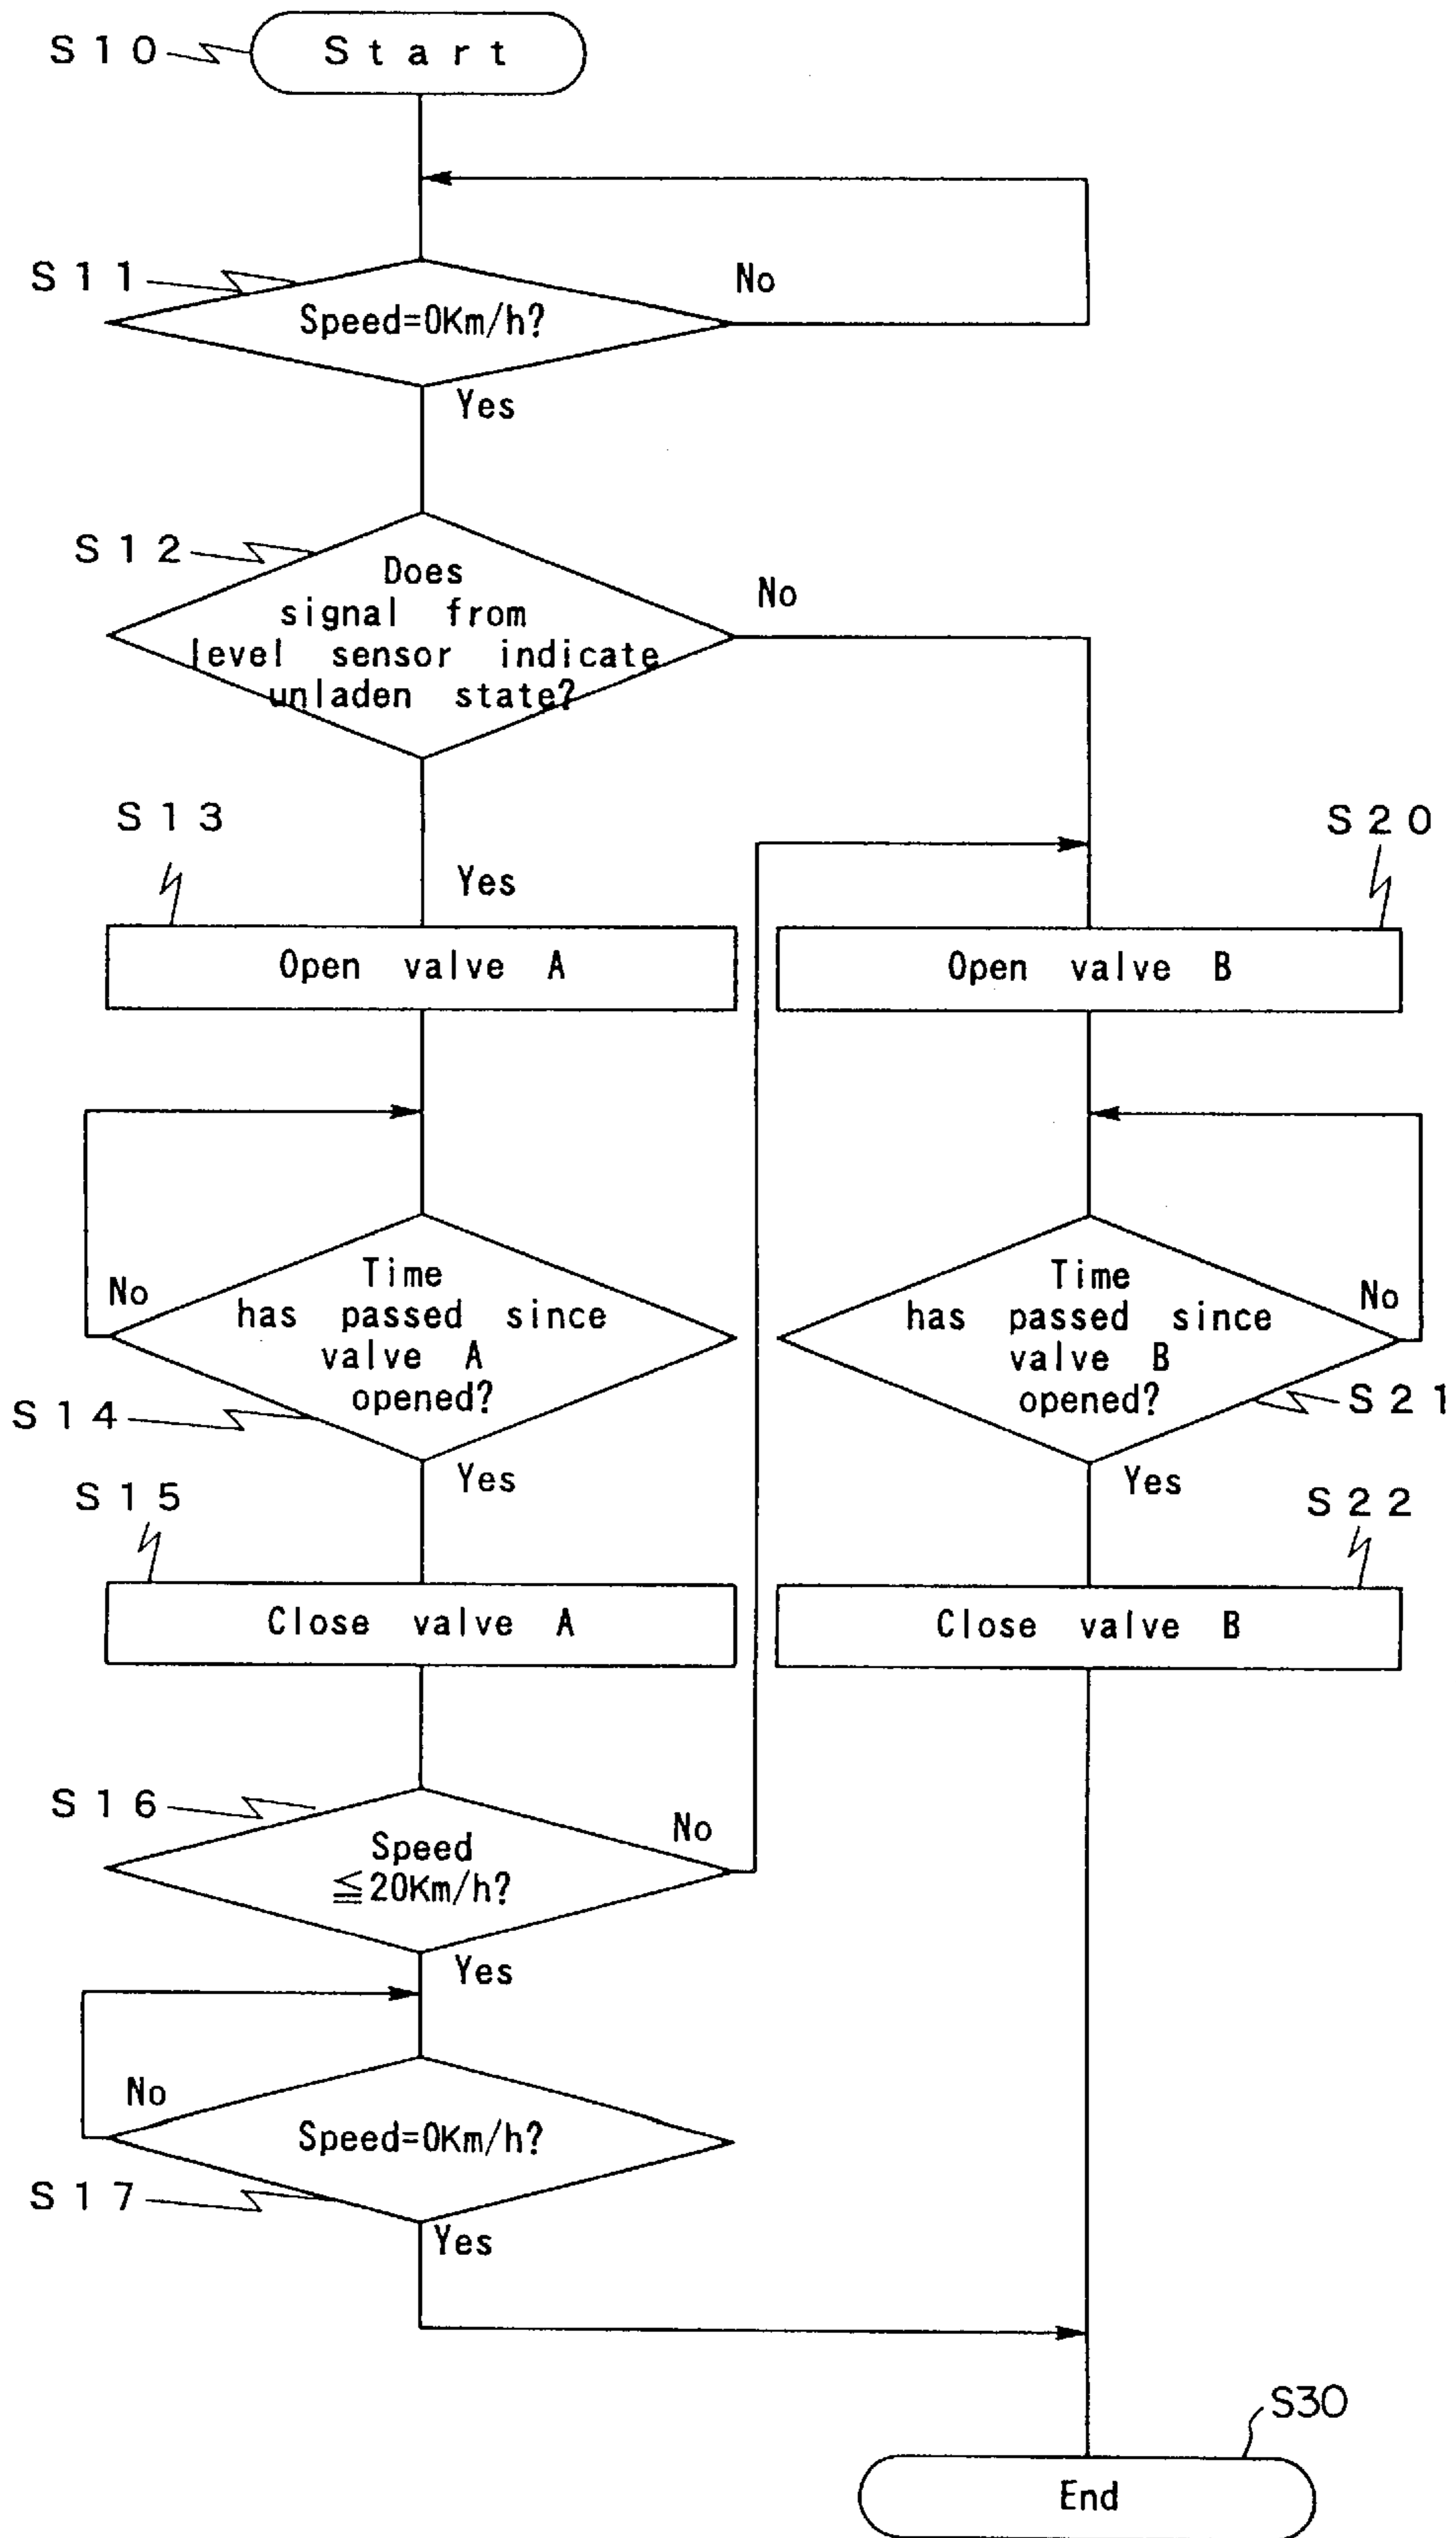 S10
Start
S11
Speed=0Km/h?
No
Yes
S12
Does
signal from
level sensor indicate
unladen state?
No
Yes
S13
Open valve A
S20
Open valve B
Time
has passed since
valve A
opened?
No
S14
Yes
Time
has passed since
valve B
opened?
No
S21
Yes
S15
Close valve A
S22
Close valve B
S16
Speed
≦20Km/h?
No
Yes
No
Speed=0Km/h?
S17
Yes
S30
End